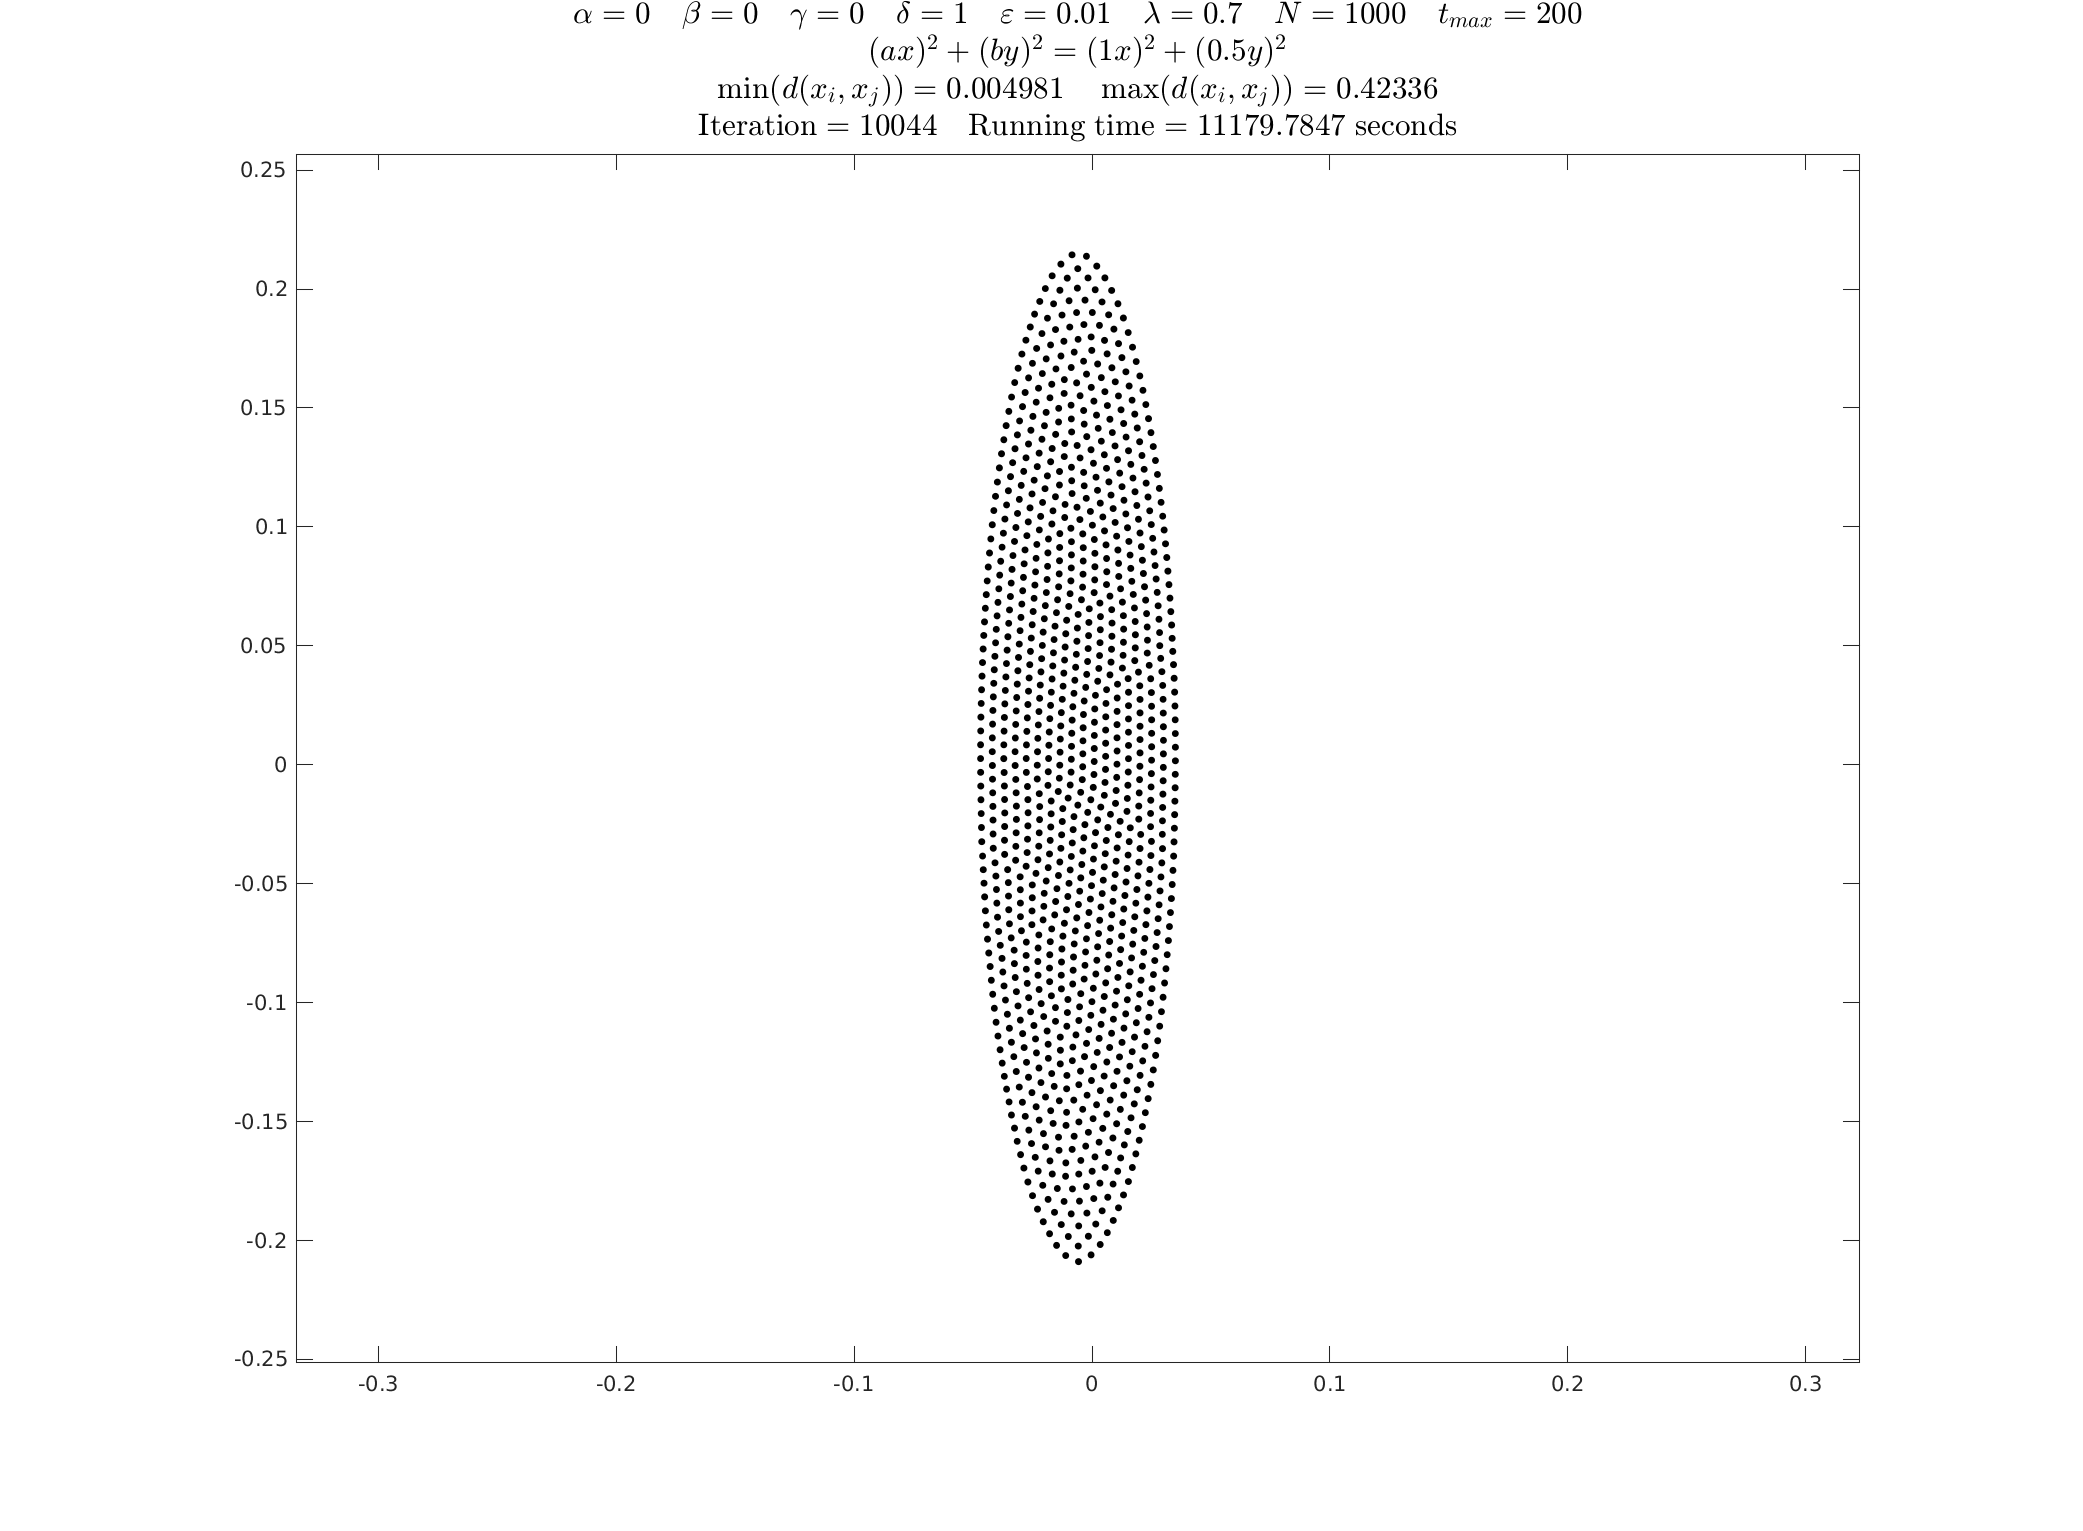 α = 0 β = 0 γ = 0 δ = 1 ε = 0.01 λ = 0.7 N = 1000 t_max = 200
(ax)² + (by)² = (1x)² + (0.5y)²
min(d(x_i, x_j)) = 0.004981 max(d(x_i, x_j)) = 0.42336
Iteration = 10044 Running time = 11179.7847 seconds
0.25
0.2
0.15
0.1
0.05
0
-0.05
-0.1
-0.15
-0.2
-0.25
-0.3 -0.2 -0.1 0 0.1 0.2 0.3